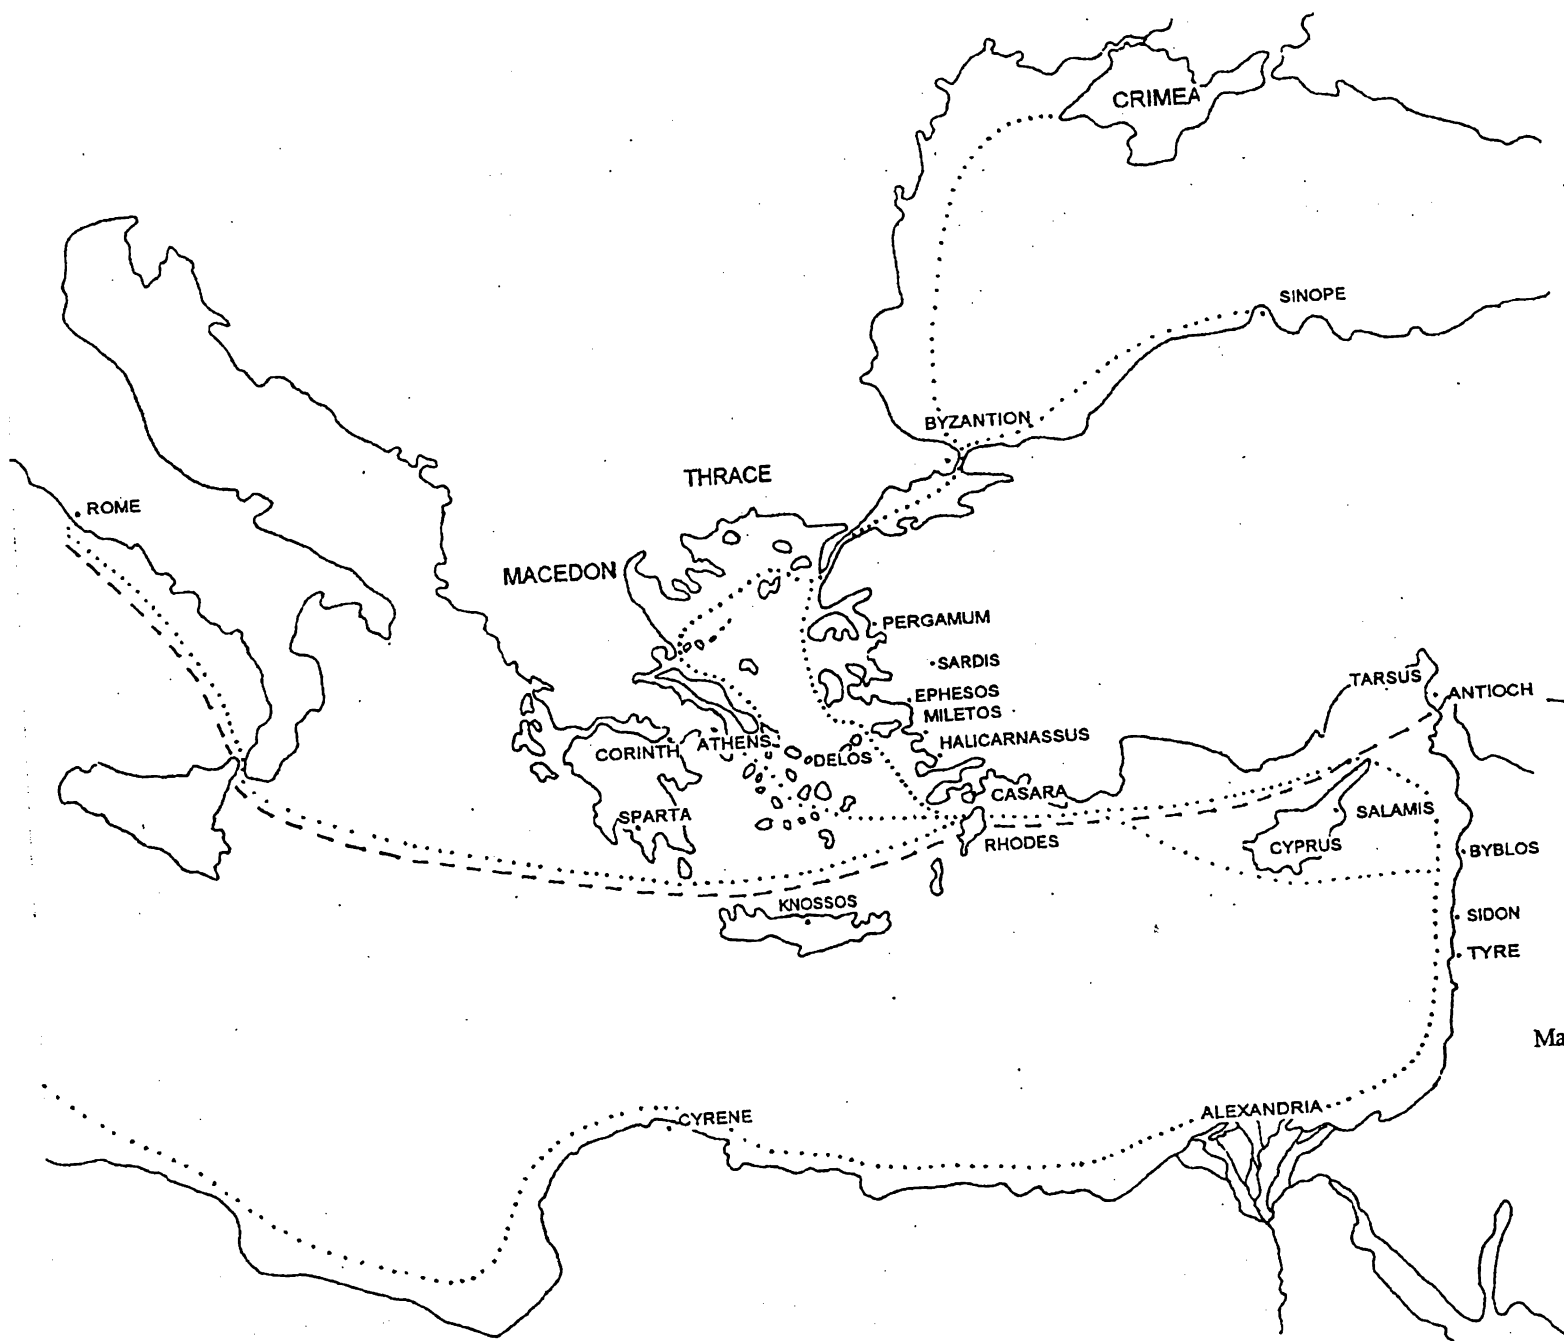 CRIMEA
SINOPE
BYZANTION
THRACE
ROME
MACEDON
PERGAMUM
SARDIS
TARSUS
EPHESOS
ANTIOCH
MILETOS
HALICARNASSUS
CORINTH
ATHENS
DELOS
CASARA
SPARTA
SALAMIS
RHODES
CYPRUS
BYBLOS
KNOSSOS
SIDON
TYRE
Ma
ALEXANDRIA
CYRENE